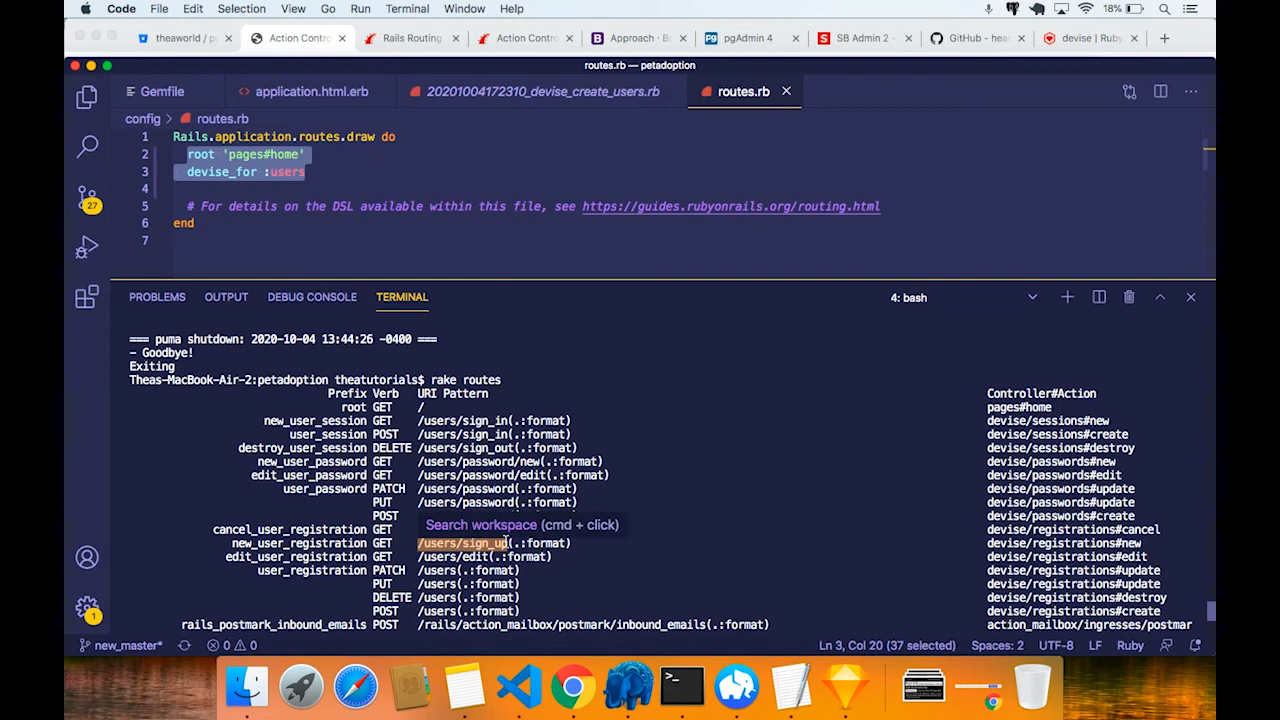 Code File Edit Selection View Go Run Terminal Window Help 18%
theaworld / p Action Contro Rails Routing Action Contro Approach · Bo pgAdmin 4 SB Admin 2 - GitHub - hear devise | Ruby
routes.rb — petadoption
Gemfile application.html.erb 20201004172310_devise_create_users.rb routes.rb
config > routes.rb
1 Rails.application.routes.draw do
2 root 'pages#home'
3 devise_for :users
4
5 # For details on the DSL available within this file, see https://guides.rubyonrails.org/routing.html
6 end
7
27
PROBLEMS OUTPUT DEBUG CONSOLE TERMINAL 4: bash
=== puma shutdown: 2020-10-04 13:44:26 -0400 ===
- Goodbye!
Exiting
Theas-MacBook-Air-2:petadoption theatutorials$ rake routes
Prefix Verb URI Pattern Controller#Action
root GET / pages#home
new_user_session GET /users/sign_in(.:format) devise/sessions#new
user_session POST /users/sign_in(.:format) devise/sessions#create
destroy_user_session DELETE /users/sign_out(.:format) devise/sessions#destroy
new_user_password GET /users/password/new(.:format) devise/passwords#new
edit_user_password GET /users/password/edit(.:format) devise/passwords#edit
user_password PATCH /users/password(.:format) devise/passwords#update
PUT /users/password(.:format) devise/passwords#update
POST devise/passwords#create
Search workspace (cmd + click)
cancel_user_registration GET devise/registrations#cancel
new_user_registration GET /users/sign_up(.:format) devise/registrations#new
edit_user_registration GET /users/edit(.:format) devise/registrations#edit
user_registration PATCH /users(.:format) devise/registrations#update
PUT /users(.:format) devise/registrations#update
DELETE /users(.:format) devise/registrations#destroy
POST /users(.:format) devise/registrations#create
rails_postmark_inbound_emails POST /rails/action_mailbox/postmark/inbound_emails(.:format) action_mailbox/ingresses/postmar
1
new_master* 0 0 Ln 3, Col 20 (37 selected) Spaces: 2 UTF-8 LF Ruby